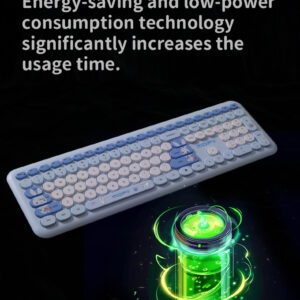 Energy-saving and low-power
consumption technology
significantly increases the
usage time.